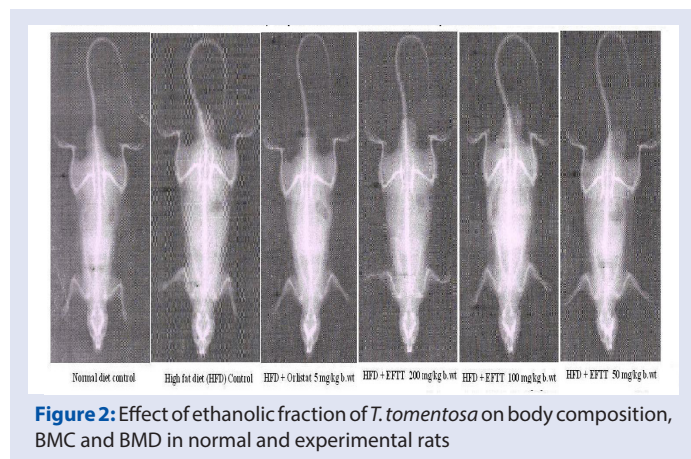 Normal diet control
High fat diet (HFD) Control
HFD + Orlistat 5 mg/kg b.wt
HFD + EFTT 200 mg/kg b.wt
HFD + EFTT 100 mg/kg b.wt
HFD + EFTT 50 mg/kg b.wt
Figure 2: Effect of ethanolic fraction of T. tomentosa on body composition,
BMC and BMD in normal and experimental rats